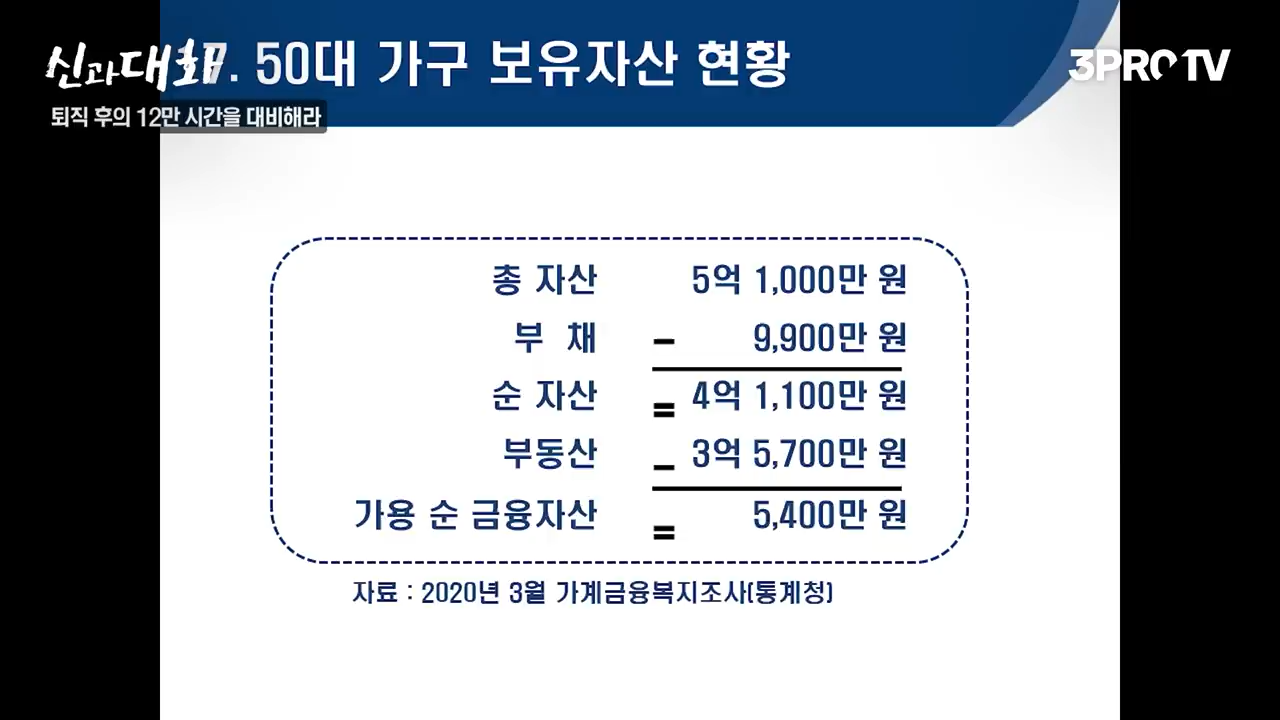 신과대화
7. 50대 가구 보유자산 현황
3PRO TV
퇴직 후의 12만 시간을 대비해라
총 자산 5억 1,000만 원
부 채 - 9,900만 원
순 자산 = 4억 1,100만 원
부동산 - 3억 5,700만 원
가용 순 금융자산 = 5,400만 원
자료 : 2020년 3월 가계금융복지조사(통계청)